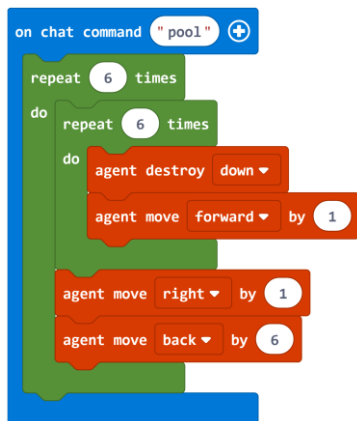 on chat command "pool"
repeat 6 times
do
repeat 6 times
do
agent destroy down
agent move forward by 1
agent move right by 1
agent move back by 6